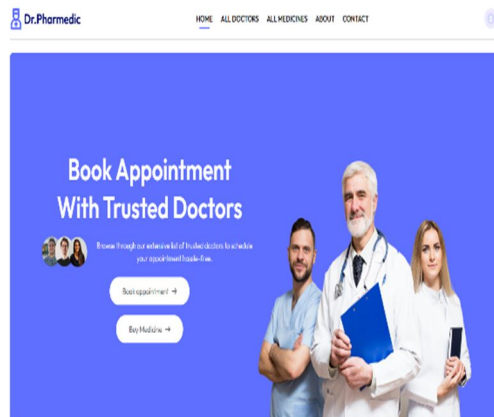 Dr.Pharmedic
HOME ALL DOCTORS ALL MEDICINES ABOUT CONTACT
Book Appointment
With Trusted Doctors
Browse through our extensive list of trusted doctors to schedule
your appointment hassle-free.
Book appointment →
Buy Medicine →